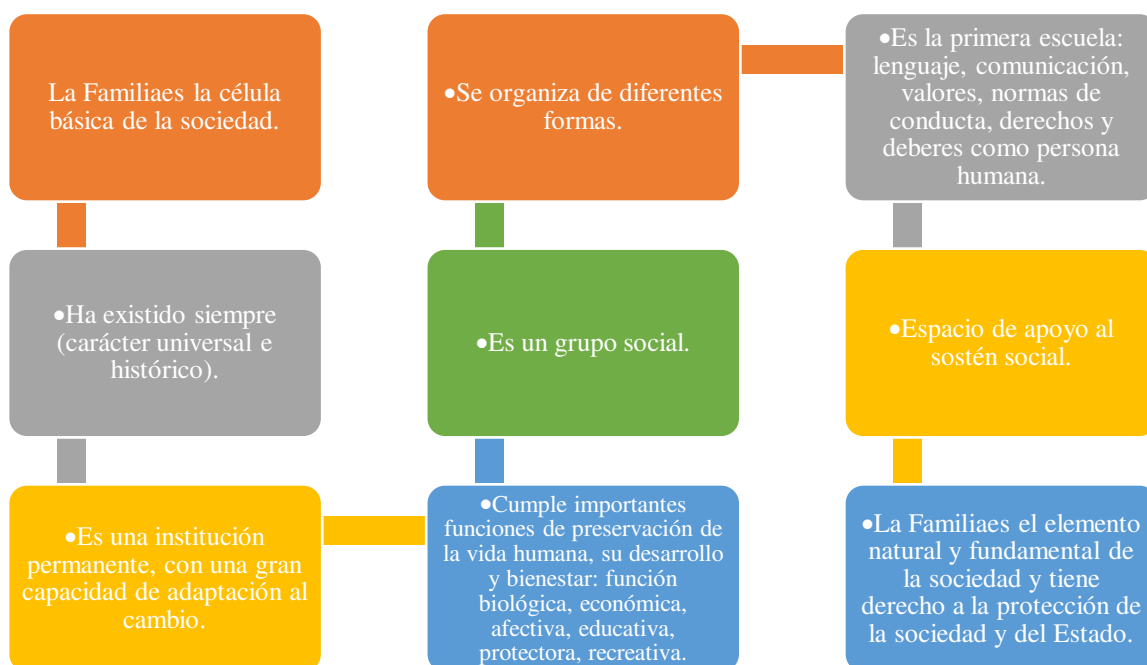 La Familiaes la célula
básica de la sociedad.
•Ha existido siempre
(carácter universal e
histórico).
•Es una institución
permanente, con una gran
capacidad de adaptación al
cambio.
•Cumple importantes
funciones de preservación de
la vida humana, su desarrollo
y bienestar: función
biológica, económica,
afectiva, educativa,
protectora, recreativa.
•Es un grupo social.
•Se organiza de diferentes
formas.
•Es la primera escuela:
lenguaje, comunicación,
valores, normas de
conducta, derechos y
deberes como persona
humana.
•Espacio de apoyo al
sostén social.
•La Familiaes el elemento
natural y fundamental de
la sociedad y tiene
derecho a la protección de
la sociedad y del Estado.